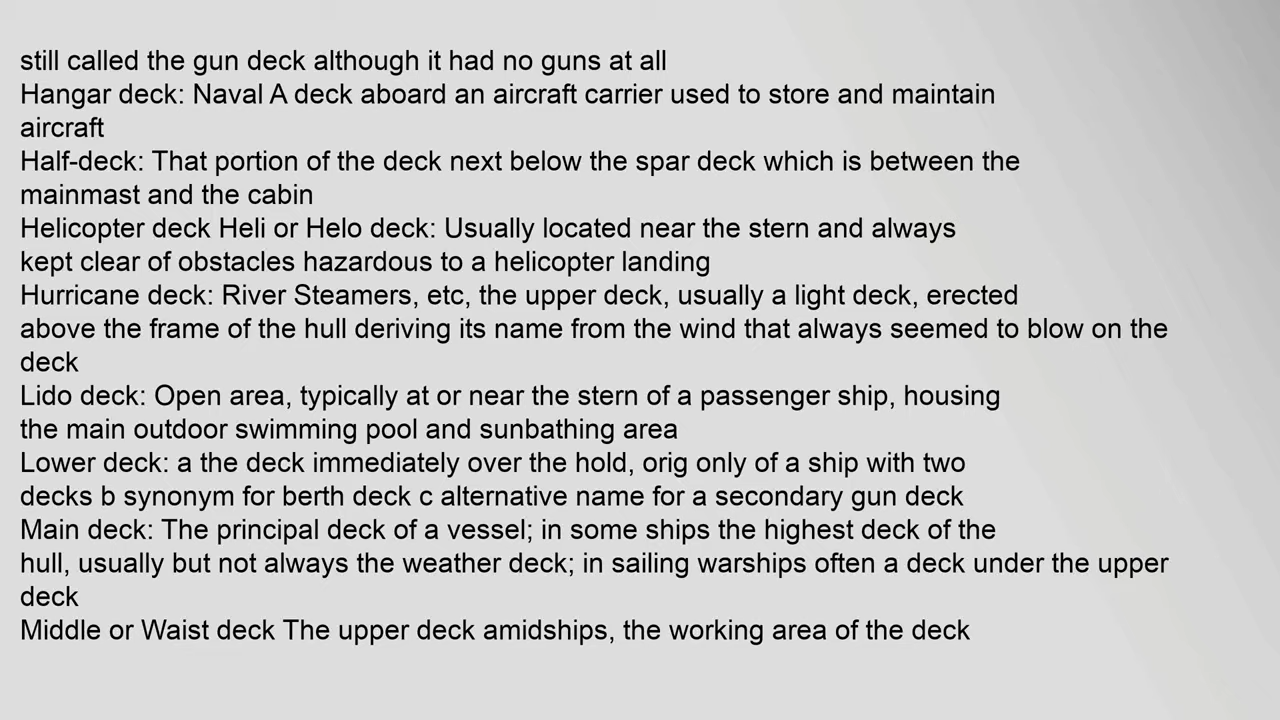 still called the gun deck although it had no guns at all
Hangar deck: Naval A deck aboard an aircraft carrier used to store and maintain
aircraft
Half-deck: That portion of the deck next below the spar deck which is between the
mainmast and the cabin
Helicopter deck Heli or Helo deck: Usually located near the stern and always
kept clear of obstacles hazardous to a helicopter landing
Hurricane deck: River Steamers, etc, the upper deck, usually a light deck, erected
above the frame of the hull deriving its name from the wind that always seemed to blow on the
deck
Lido deck: Open area, typically at or near the stern of a passenger ship, housing
the main outdoor swimming pool and sunbathing area
Lower deck: a the deck immediately over the hold, orig only of a ship with two
decks b synonym for berth deck c alternative name for a secondary gun deck
Main deck: The principal deck of a vessel; in some ships the highest deck of the
hull, usually but not always the weather deck; in sailing warships often a deck under the upper
deck
Middle or Waist deck The upper deck amidships, the working area of the deck